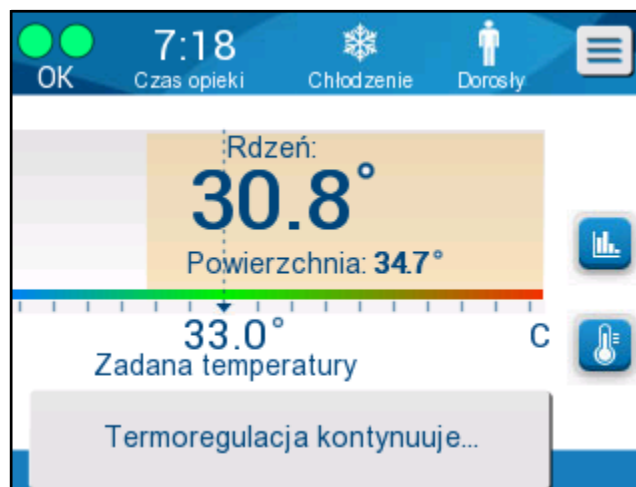 OK
7:18
Czas opieki
Chłodzenie
Dorosły
Rdzeń:
30.8°
Powierzchnia: 34.7°
33.0°
C
Zadana temperatury
Termoregulacja kontynuuje...